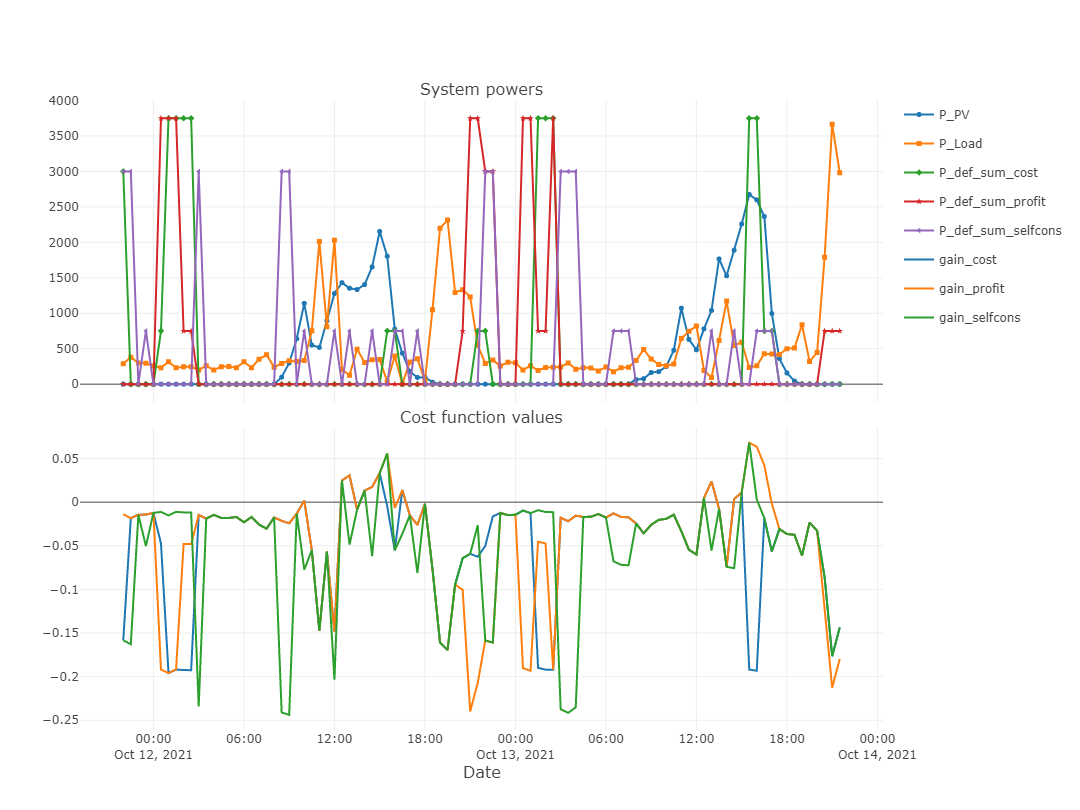 System powers
4000
3500
3000
2500
2000
1500
1000
500
0
P_PV
P_Load
P_def_sum_cost
P_def_sum_profit
P_def_sum_selfcons
gain_cost
gain_profit
gain_selfcons
Cost function values
0.05
0
−0.05
−0.1
−0.15
−0.2
−0.25
00:00 06:00 12:00 18:00 00:00 06:00 12:00 18:00 00:00
Oct 12, 2021 Oct 13, 2021 Oct 14, 2021
Date